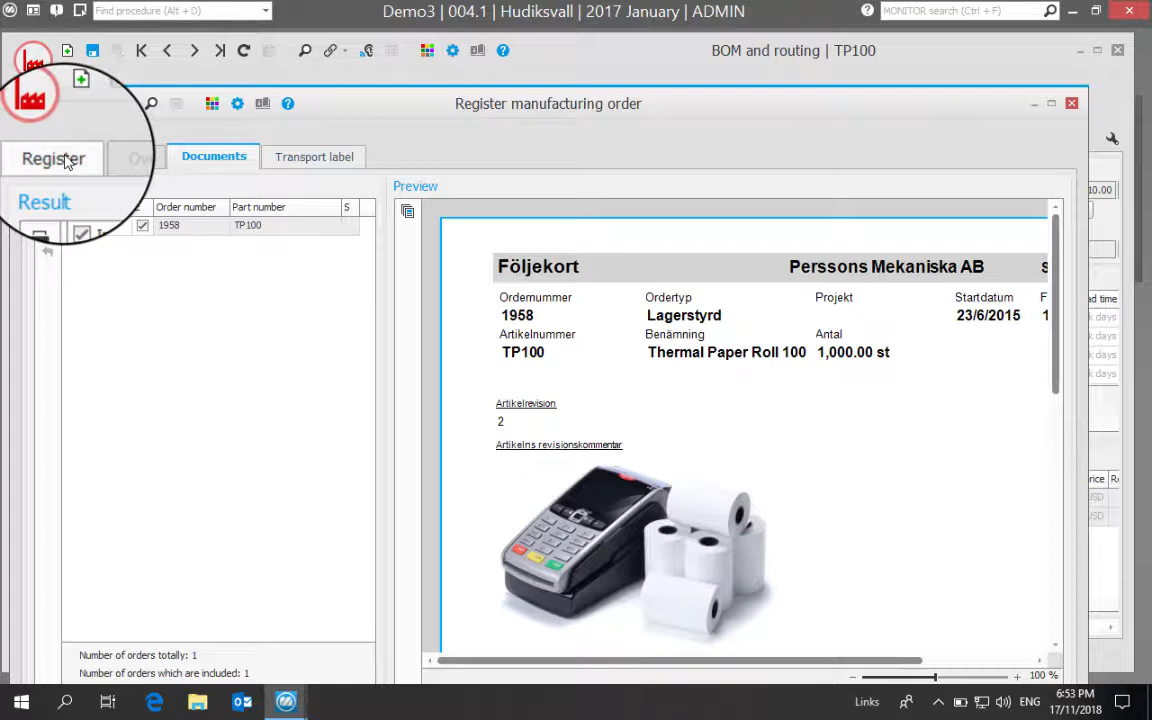 Find procedure (Alt + D)
Demo3 | 004.1 | Hudiksvall | 2017 January | ADMIN
MONITOR search (Ctrl + F)
BOM and routing | TP100
Register manufacturing order
Register
Documents
Transport label
Result
Preview
Order number
Part number
S
1958
TP100
Följekort
Perssons Mekaniska AB
Ordernummer
Ordertyp
Projekt
Startdatum
F
1958
Lagerstyrd
23/6/2015
1
Artikelnummer
Benämning
Antal
TP100
Thermal Paper Roll 100
1,000.00 st
Artikelrevision
2
Artikelns revisionskommentar
Number of orders totally: 1
Number of orders which are included: 1
100 %
Links
ENG
6:53 PM
17/11/2018